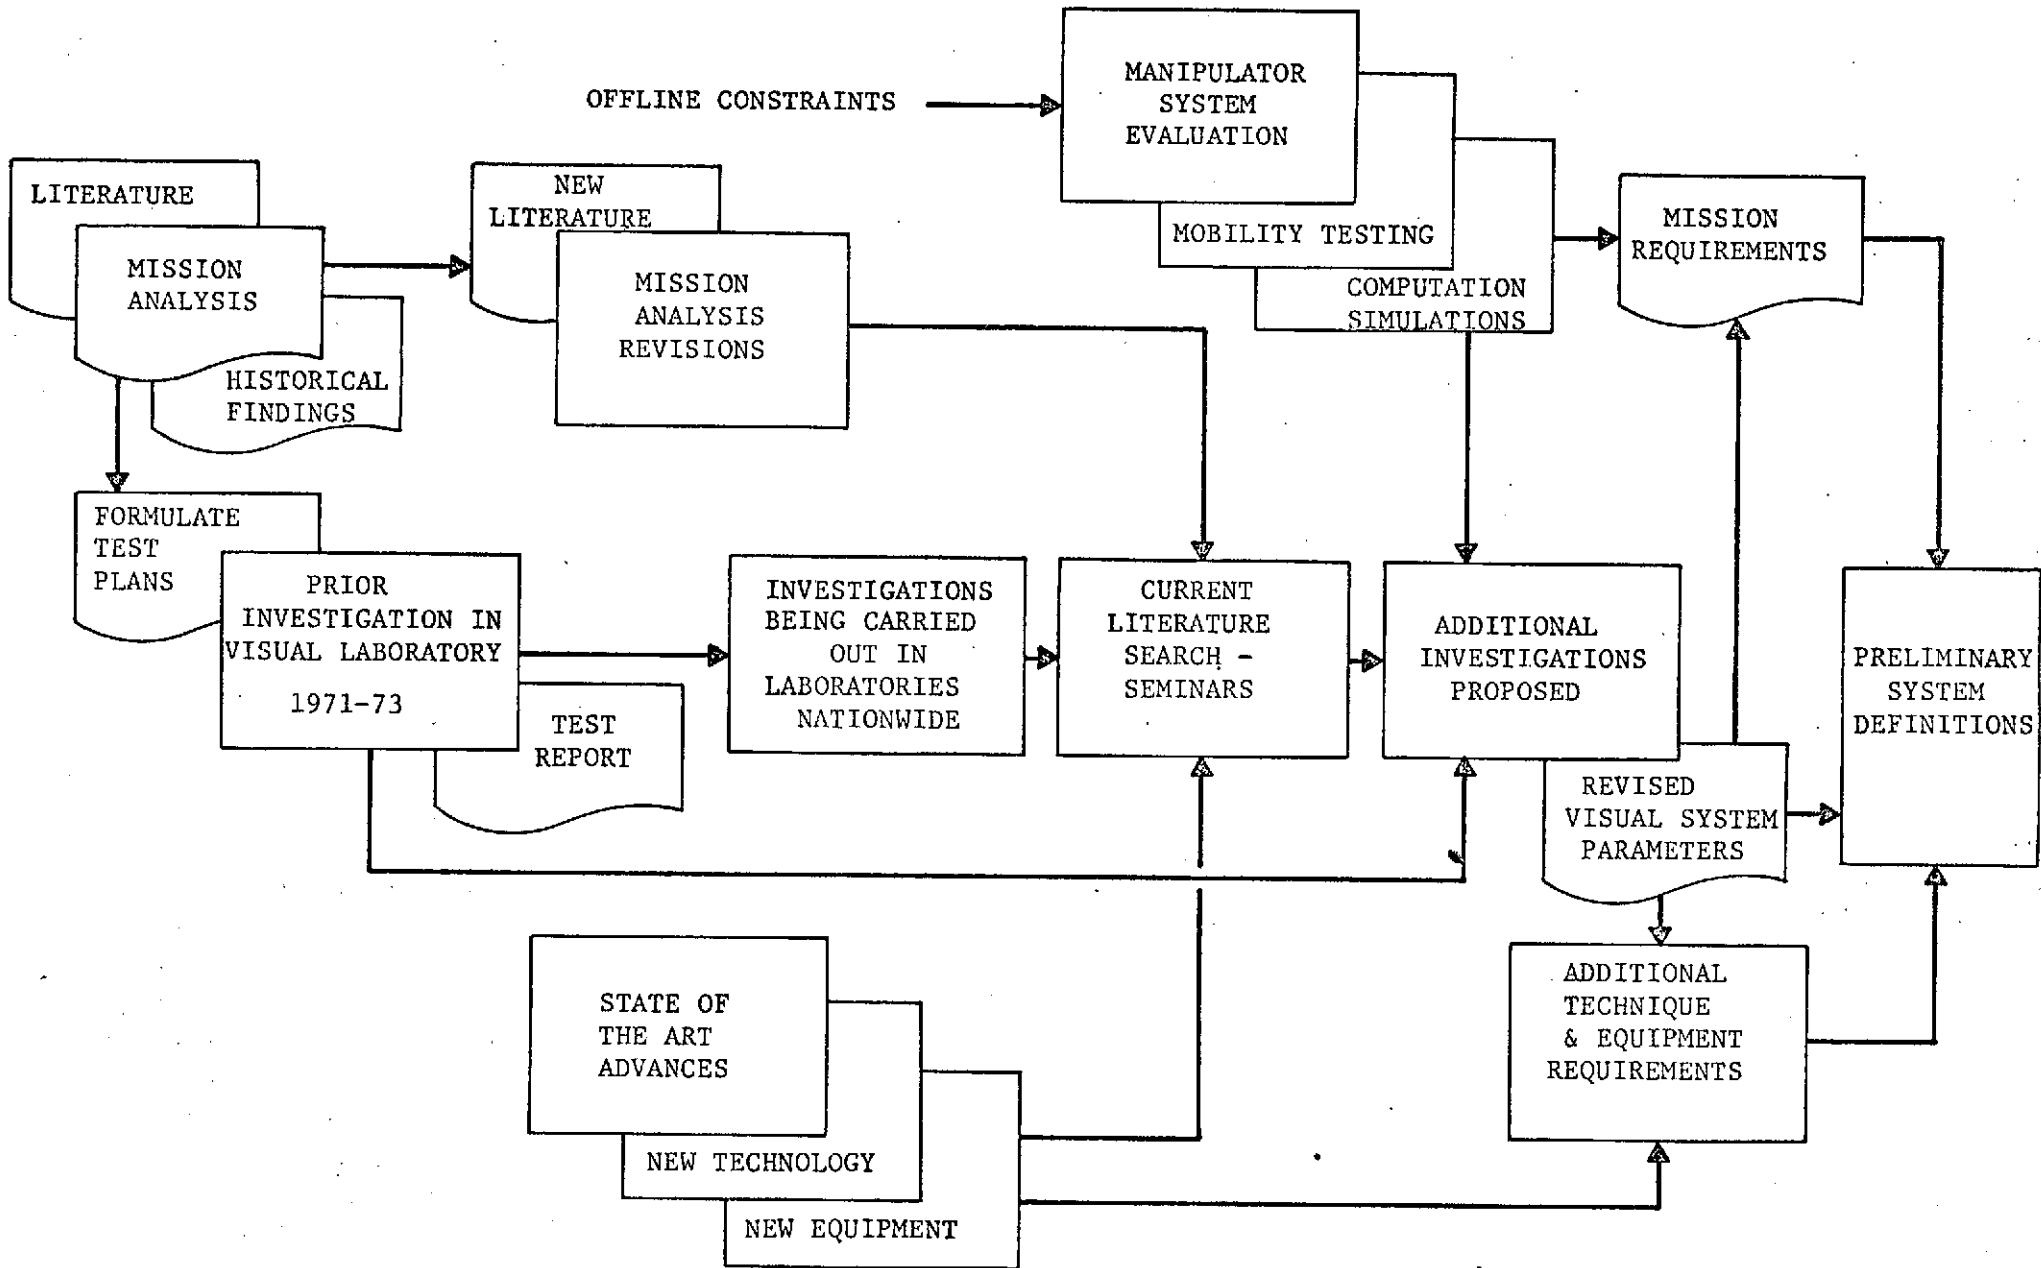 OFFLINE CONSTRAINTS
MANIPULATOR
SYSTEM
EVALUATION
MOBILITY TESTING
COMPUTATION
SIMULATIONS
LITERATURE
MISSION
ANALYSIS
HISTORICAL
FINDINGS
NEW
LITERATURE
MISSION
ANALYSIS
REVISIONS
MISSION
REQUIREMENTS
FORMULATE
TEST
PLANS
PRIOR
INVESTIGATION IN
VISUAL LABORATORY
1971-73
TEST
REPORT
INVESTIGATIONS
BEING CARRIED
OUT IN
LABORATORIES
NATIONWIDE
CURRENT
LITERATURE
SEARCH -
SEMINARS
ADDITIONAL
INVESTIGATIONS
PROPOSED
REVISED
VISUAL SYSTEM
PARAMETERS
PRELIMINARY
SYSTEM
DEFINITIONS
STATE OF
THE ART
ADVANCES
NEW TECHNOLOGY
NEW EQUIPMENT
ADDITIONAL
TECHNIQUE
& EQUIPMENT
REQUIREMENTS